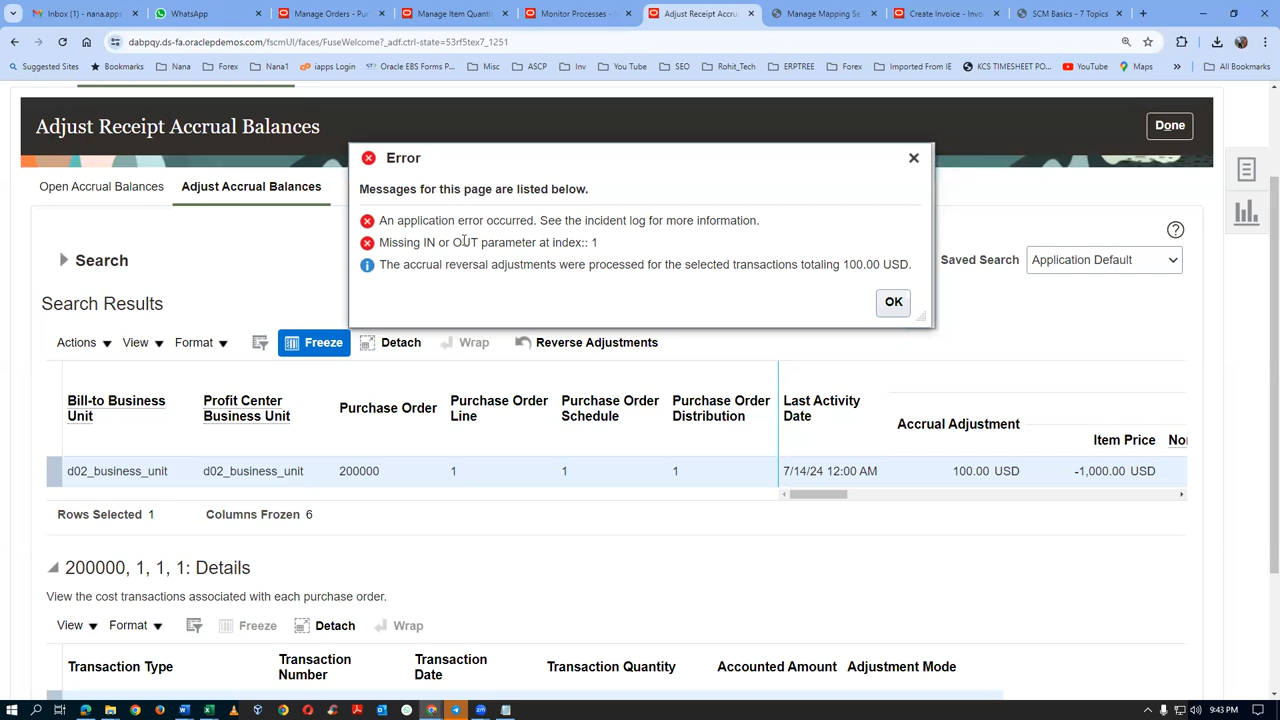 Inbox (1) - nana.apps
WhatsApp
Manage Orders - Pur
Manage Item Quantit
Monitor Processes -
Adjust Receipt Accru
Manage Mapping Se
Create Invoice - Invo
SCM Basics - 7 Topics
dabpqy.ds-fa.oraclepdemos.com/fscmUI/faces/FuseWelcome?_adf.ctrl-state=53rf5tex7_1251
Suggested Sites Bookmarks Nana Forex Nana1 iapps Login Oracle EBS Forms P... Misc ASCP Inv You Tube SEO Rohit_Tech ERPTREE Forex Imported From IE KCS TIMESHEET PO... YouTube Maps » All Bookmarks
Adjust Receipt Accrual Balances
Done
Error
Messages for this page are listed below.
An application error occurred. See the incident log for more information.
Missing IN or OUT parameter at index:: 1
The accrual reversal adjustments were processed for the selected transactions totaling 100.00 USD.
OK
Open Accrual Balances Adjust Accrual Balances
Search
Saved Search Application Default
Search Results
Actions View Format Freeze Detach Wrap Reverse Adjustments
Bill-to Business Unit
Profit Center Business Unit
Purchase Order
Purchase Order Line
Purchase Order Schedule
Purchase Order Distribution
Last Activity Date
Accrual Adjustment
Item Price
No
d02_business_unit d02_business_unit 200000 1 1 1 7/14/24 12:00 AM 100.00 USD -1,000.00 USD
Rows Selected 1 Columns Frozen 6
200000, 1, 1, 1: Details
View the cost transactions associated with each purchase order.
View Format Freeze Detach Wrap
Transaction Type
Transaction Number
Transaction Date
Transaction Quantity
Accounted Amount
Adjustment Mode
9:43 PM